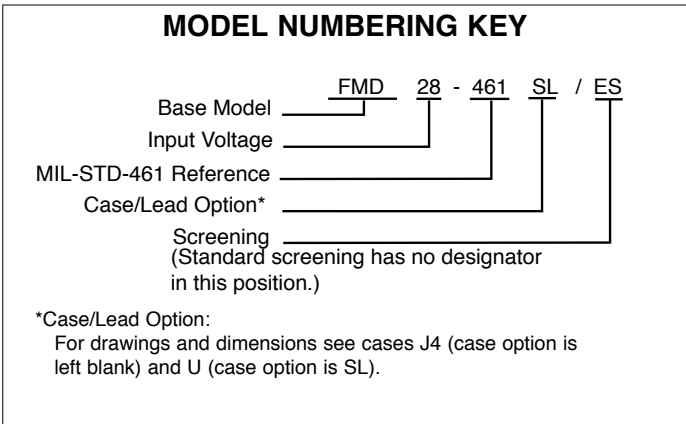 MODEL NUMBERING KEY
FMD 28 - 461 SL / ES
Base Model
Input Voltage
MIL-STD-461 Reference
Case/Lead Option*
Screening
(Standard screening has no designator
in this position.)
*Case/Lead Option:
For drawings and dimensions see cases J4 (case option is
left blank) and U (case option is SL).